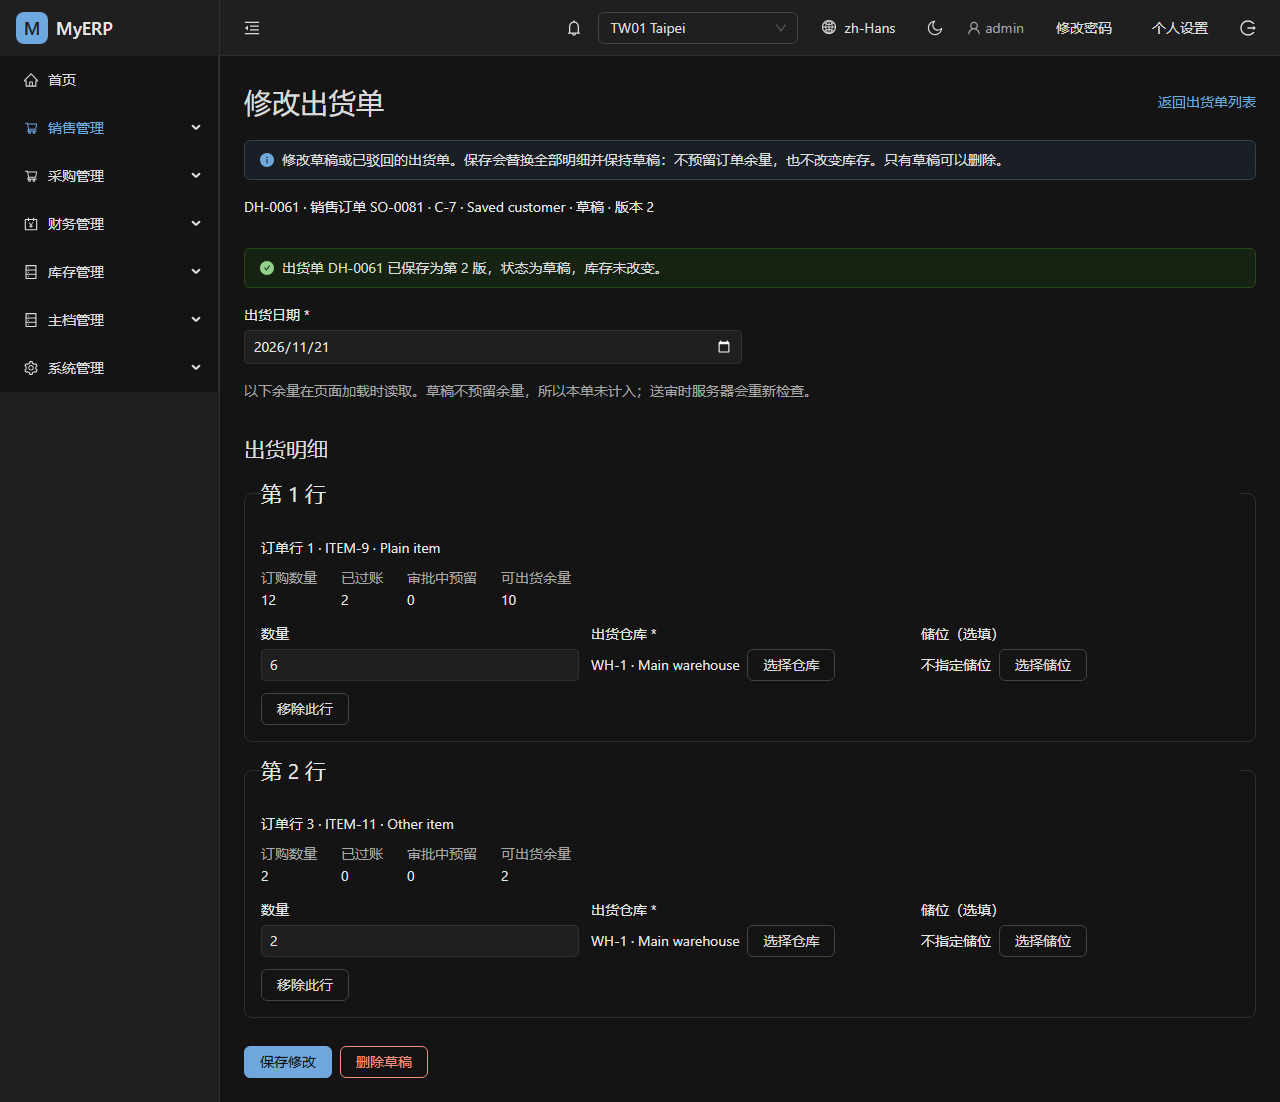 M MyERP
TW01 Taipei
zh-Hans
admin
修改密码
个人设置
首页
销售管理
采购管理
财务管理
库存管理
主档管理
系统管理
修改出货单
返回出货单列表
修改草稿或已驳回的出货单。保存会替换全部明细并保持草稿：不预留订单余量，也不改变库存。只有草稿可以删除。
DH-0061 · 销售订单 SO-0081 · C-7 · Saved customer · 草稿 · 版本 2
出货单 DH-0061 已保存为第 2 版，状态为草稿，库存未改变。
出货日期 *
2026/11/21
以下余量在页面加载时读取。草稿不预留余量，所以本单未计入；送审时服务器会重新检查。
出货明细
第 1 行
订单行 1 · ITEM-9 · Plain item
订购数量 已过账 审批中预留 可出货余量
12 2 0 10
数量 出货仓库 * 储位（选填）
6 WH-1 · Main warehouse 选择仓库 不指定储位 选择储位
移除此行
第 2 行
订单行 3 · ITEM-11 · Other item
订购数量 已过账 审批中预留 可出货余量
2 0 0 2
数量 出货仓库 * 储位（选填）
2 WH-1 · Main warehouse 选择仓库 不指定储位 选择储位
移除此行
保存修改 删除草稿